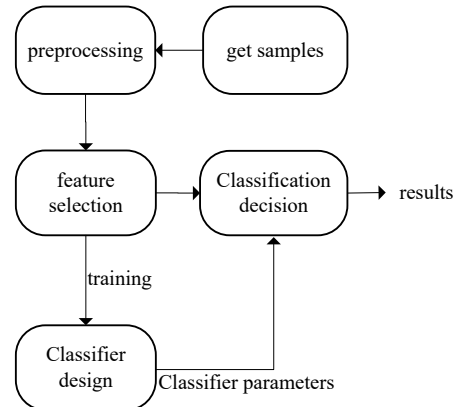 preprocessing
get samples
feature
selection
Classification
decision
results
training
Classifier
design
Classifier parameters